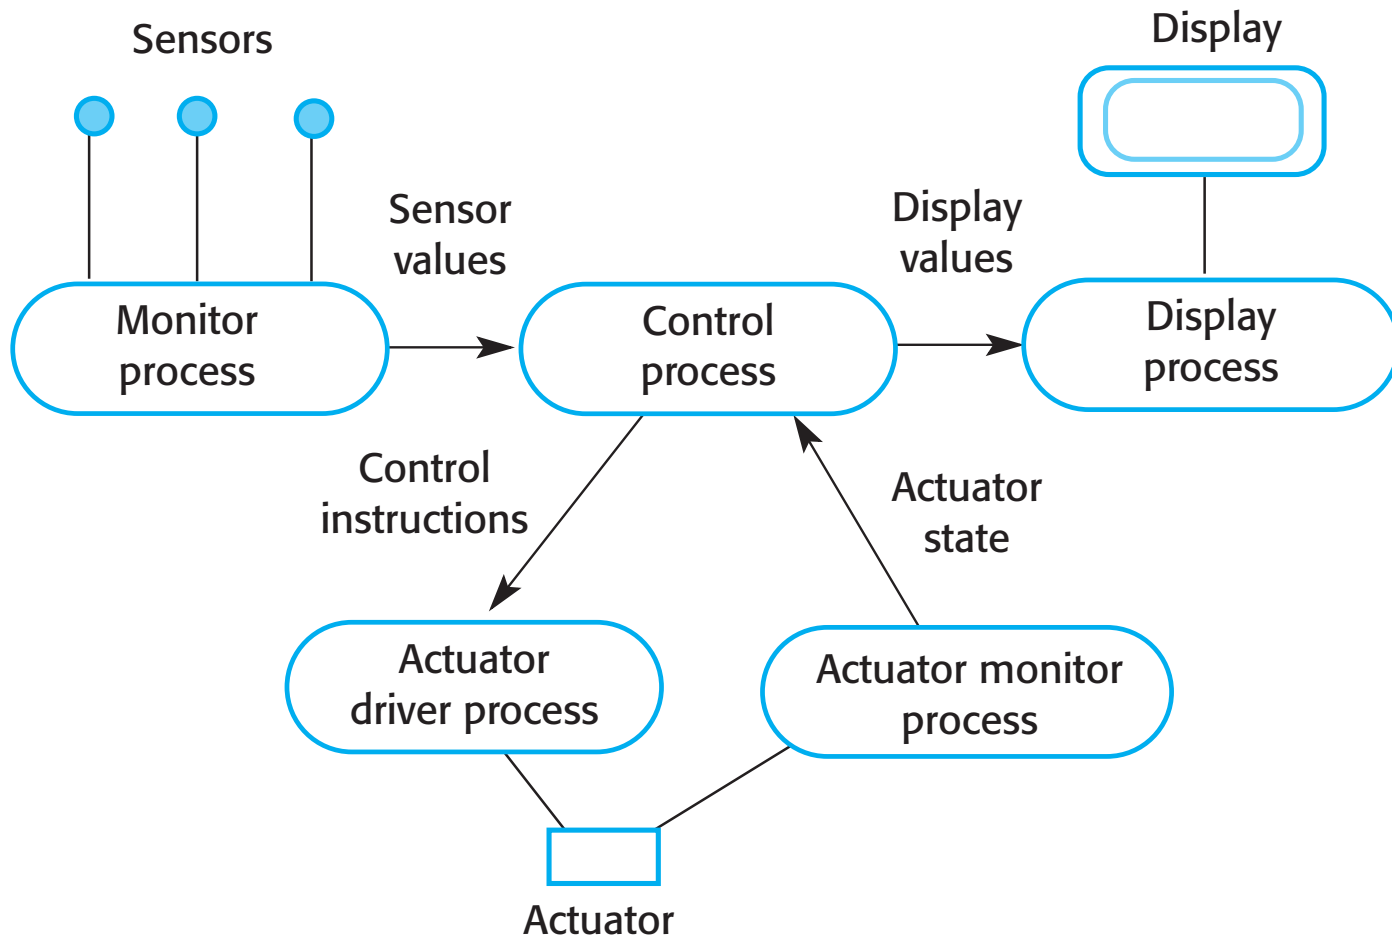 Sensors
Display
Sensor
values
Display
values
Monitor
process
Control
process
Display
process
Control
instructions
Actuator
state
Actuator
driver process
Actuator monitor
process
Actuator